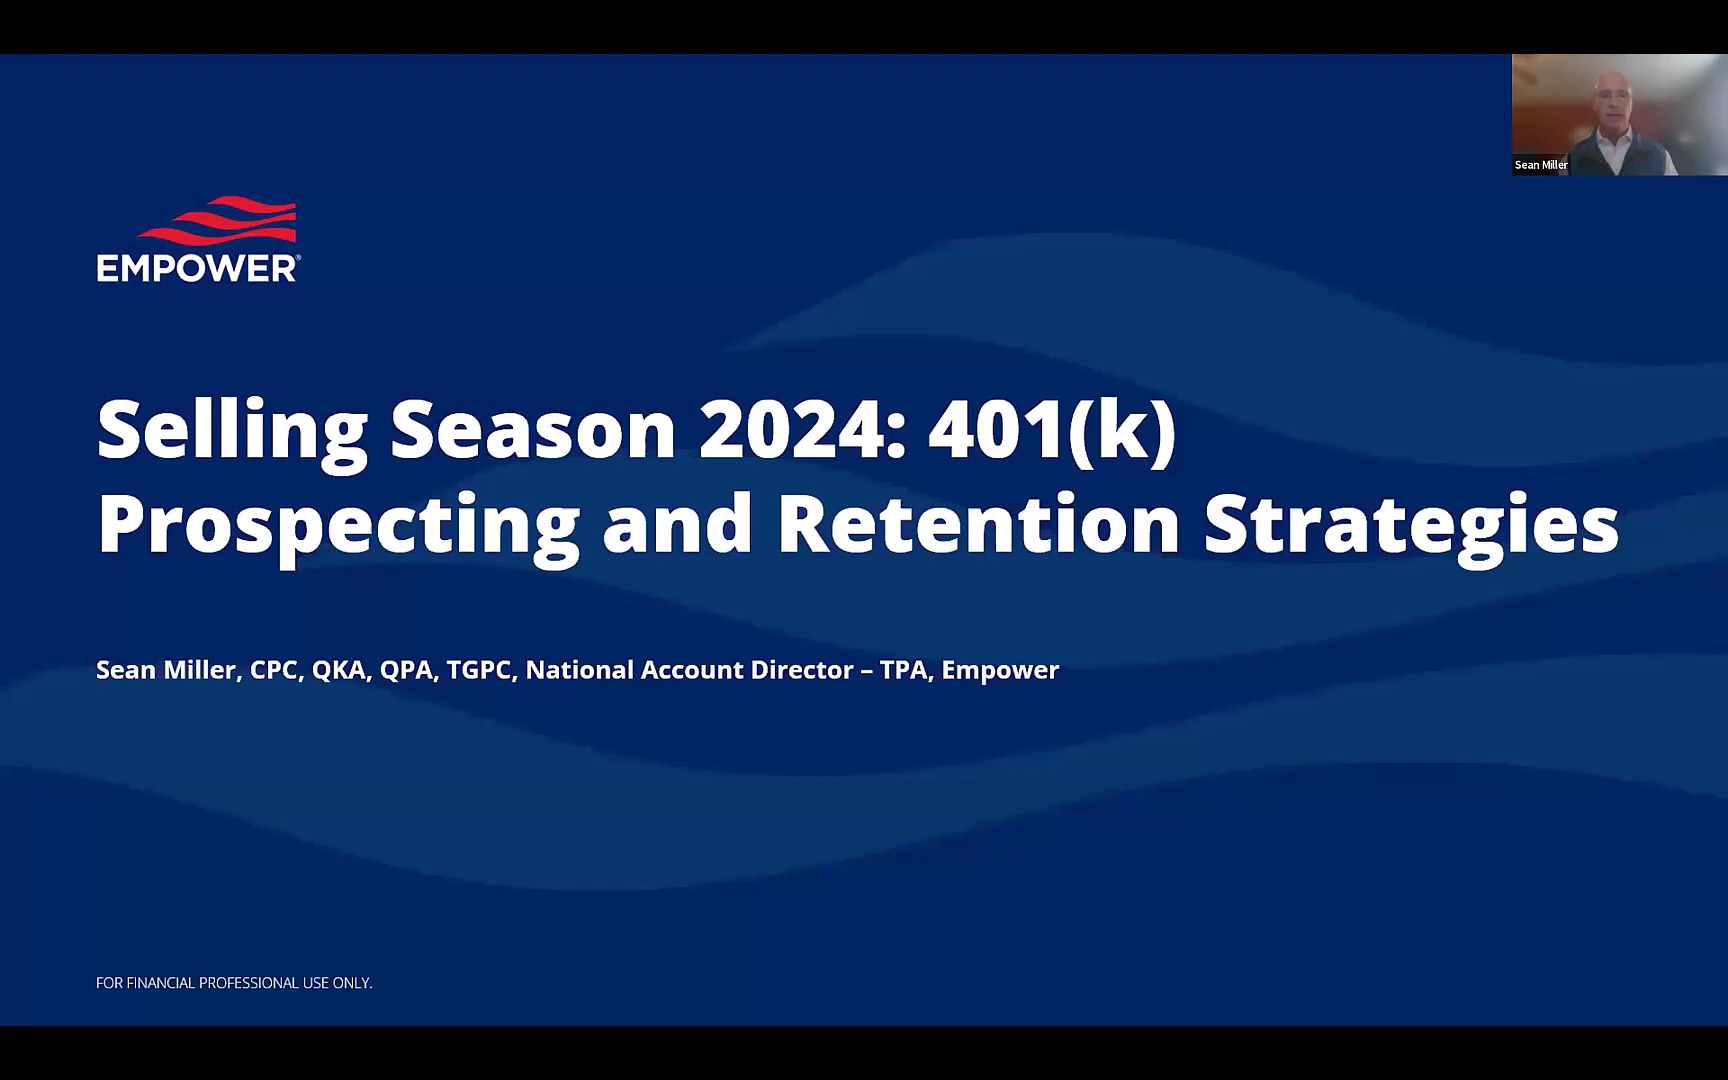 Sean Miller
EMPOWER®
Selling Season 2024: 401(k)
Prospecting and Retention Strategies
Sean Miller, CPC, QKA, QPA, TGPC, National Account Director – TPA, Empower
FOR FINANCIAL PROFESSIONAL USE ONLY.